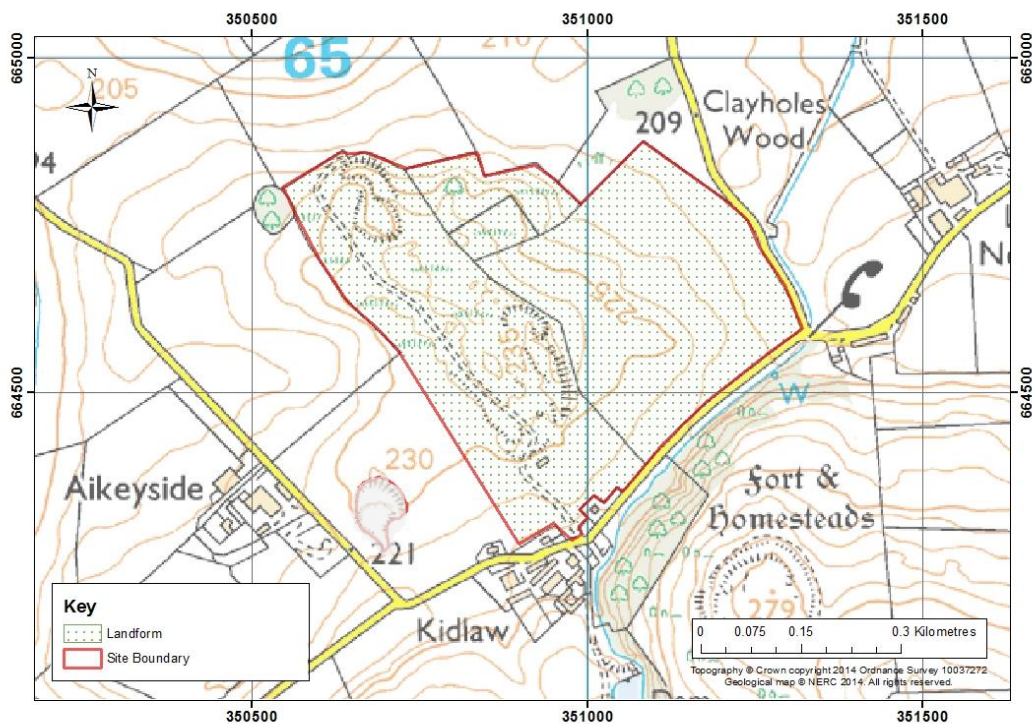 350500
351000
351500
665000
665000
65
210
205
N
209
Clayholes
Wood
94
N
225
235
664500
664500
W
230
Aikeyside
Fort &
Homesteads
221
279
Kidlaw
Key
Landform
Site Boundary
0 0.075 0.15 0.3 Kilometres
Topography © Crown copyright 2014 Ordnance Survey 10037272
Geological map © NERC 2014. All rights reserved.
350500
351000
351500